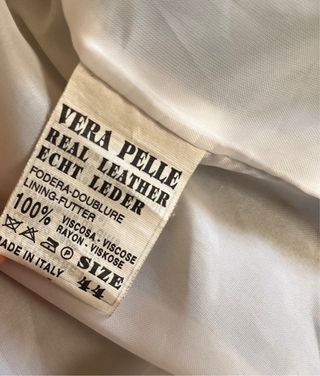 VERA PELLE
REAL LEATHER
ECHT LEDER
FODERA-DOUBLURE
LINING-FUTTER
100% VISCOSA-VISCOSE
RAYON-VISKOSE
P SIZE
MADE IN ITALY 44